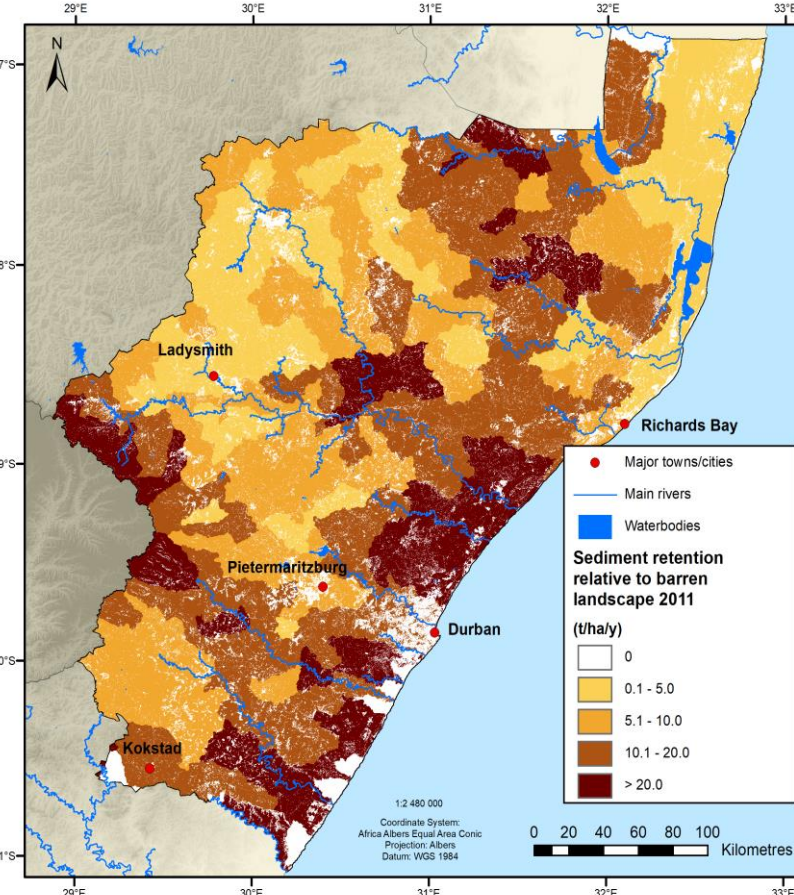 29°E 30°E 31°E 32°E 33°E
N
7°S
8°S
Ladysmith
Richards Bay
9°S
Pietermaritzburg
Durban
0°S
Kokstad
1°S
Major towns/cities
Main rivers
Waterbodies
Sediment retention
relative to barren
landscape 2011
(t/ha/y)
0
0.1 - 5.0
5.1 - 10.0
10.1 - 20.0
> 20.0
1:2 480 000
Coordinate System:
Africa Albers Equal Area Conic
Projection: Albers
Datum: WGS 1984
0 20 40 60 80 100
Kilometres
29°E 30°E 31°E 32°E 33°E